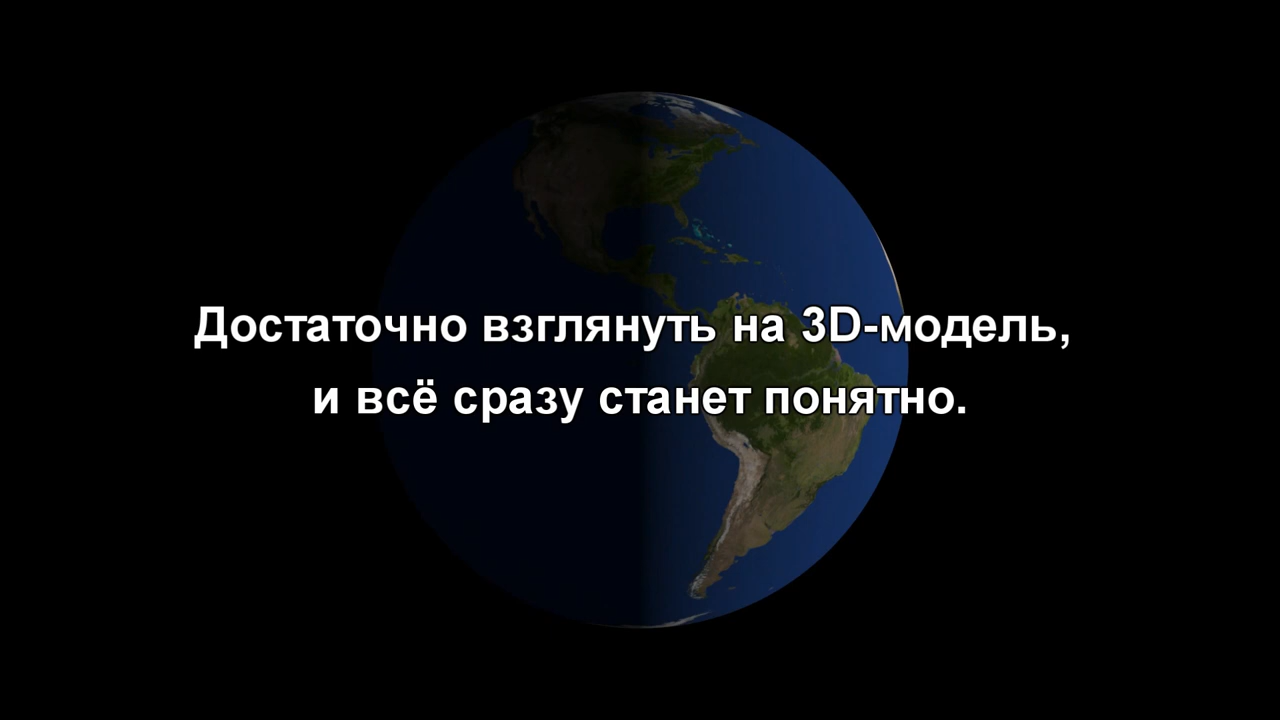 Достаточно взглянуть на 3D-модель,
и всё сразу станет понятно.